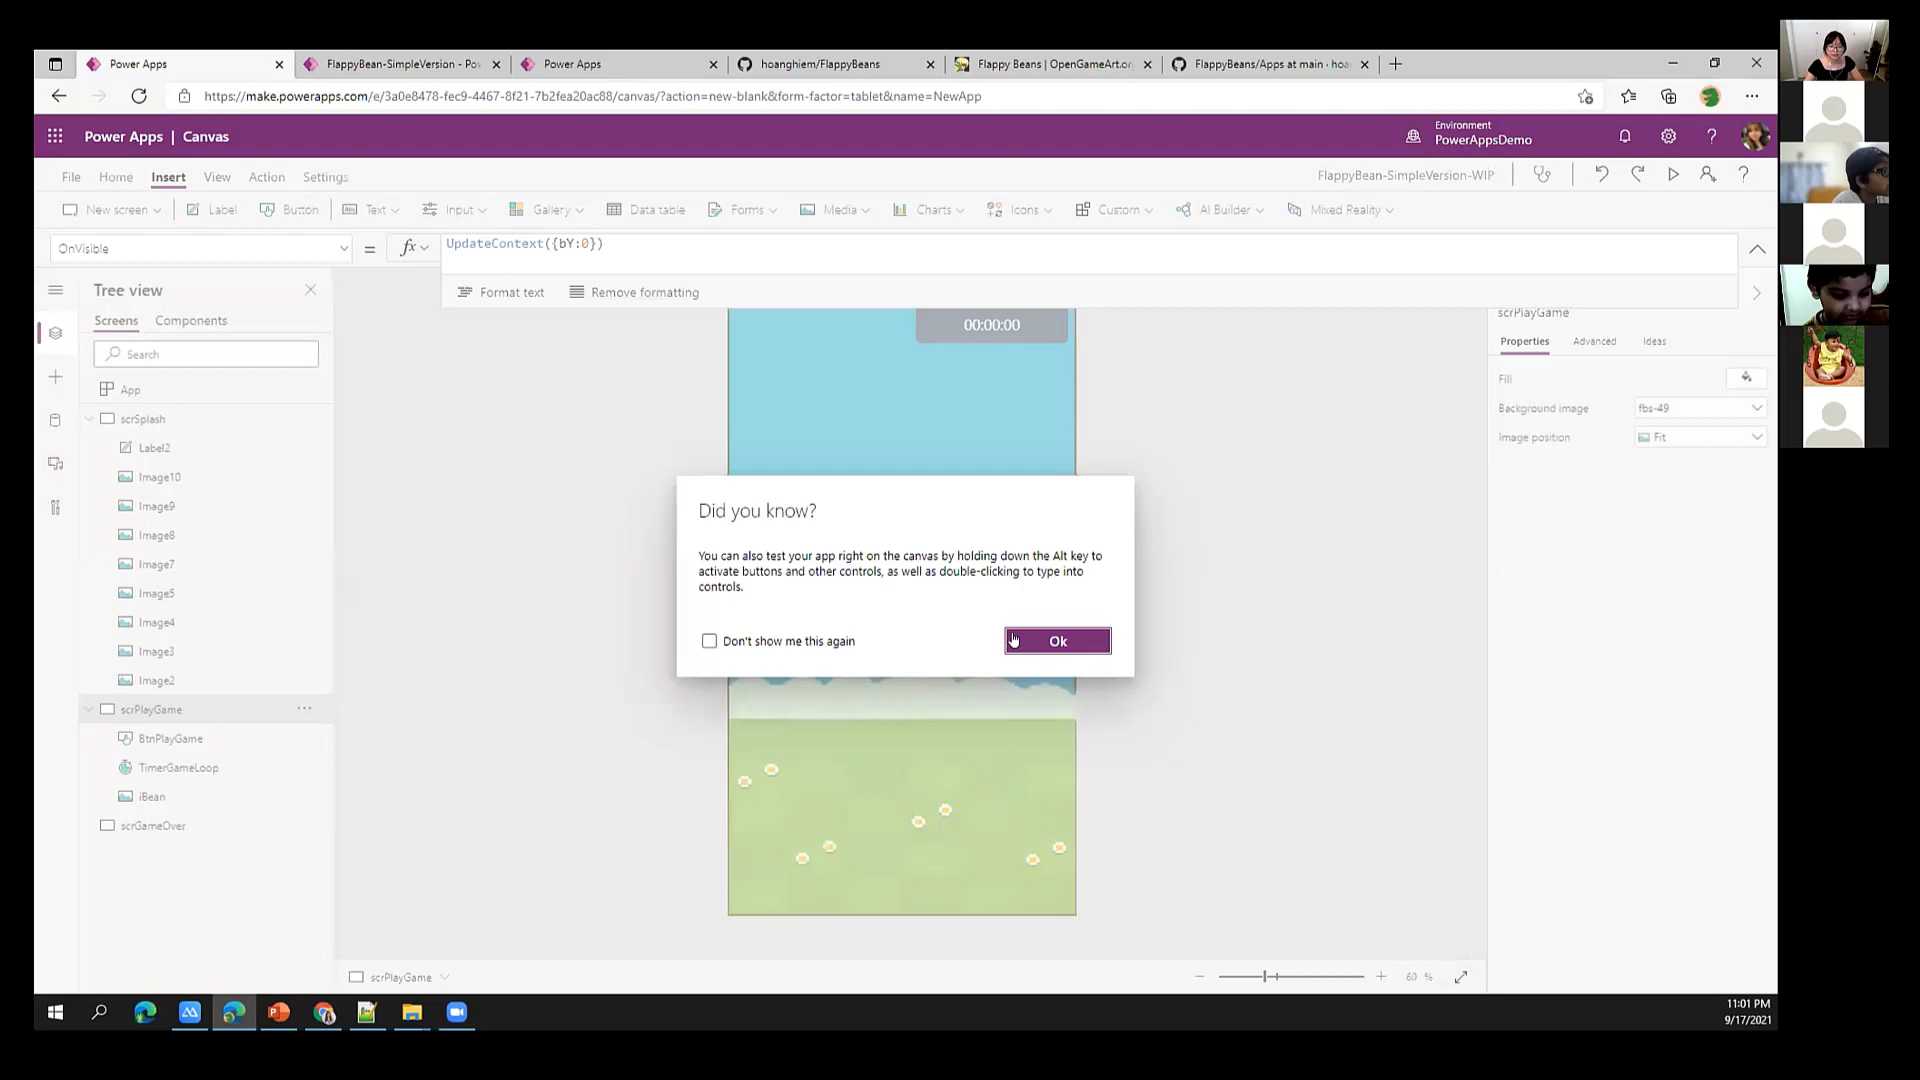 Power Apps
FlappyBean-SimpleVersion - Po
Power Apps
hoanghiem/FlappyBeans
Flappy Beans | OpenGameArt.or
FlappyBeans/Apps at main · hoa
https://make.powerapps.com/e/3a0e8478-fec9-4467-8f21-7b2fea20ac88/canvas/?action=new-blank&form-factor=tablet&name=NewApp
Power Apps | Canvas
Environment
PowerAppsDemo
File Home Insert View Action Settings
FlappyBean-SimpleVersion-WIP
New screen Label Button Text Input Gallery Data table Forms Media Charts Icons Custom AI Builder Mixed Reality
OnVisible = fx UpdateContext({bY:0})
Format text Remove formatting
Tree view
Screens Components
Search
App
scrSplash
Label2
Image10
Image9
Image8
Image7
Image5
Image4
Image3
Image2
scrPlayGame
BtnPlayGame
TimerGameLoop
iBean
scrGameOver
00:00:00
Did you know?
You can also test your app right on the canvas by holding down the Alt key to
activate buttons and other controls, as well as double-clicking to type into
controls.
Don't show me this again
Ok
scrPlayGame
Properties Advanced Ideas
Fill
Background image fbs-49
Image position Fit
scrPlayGame
60 %
11:01 PM
9/17/2021